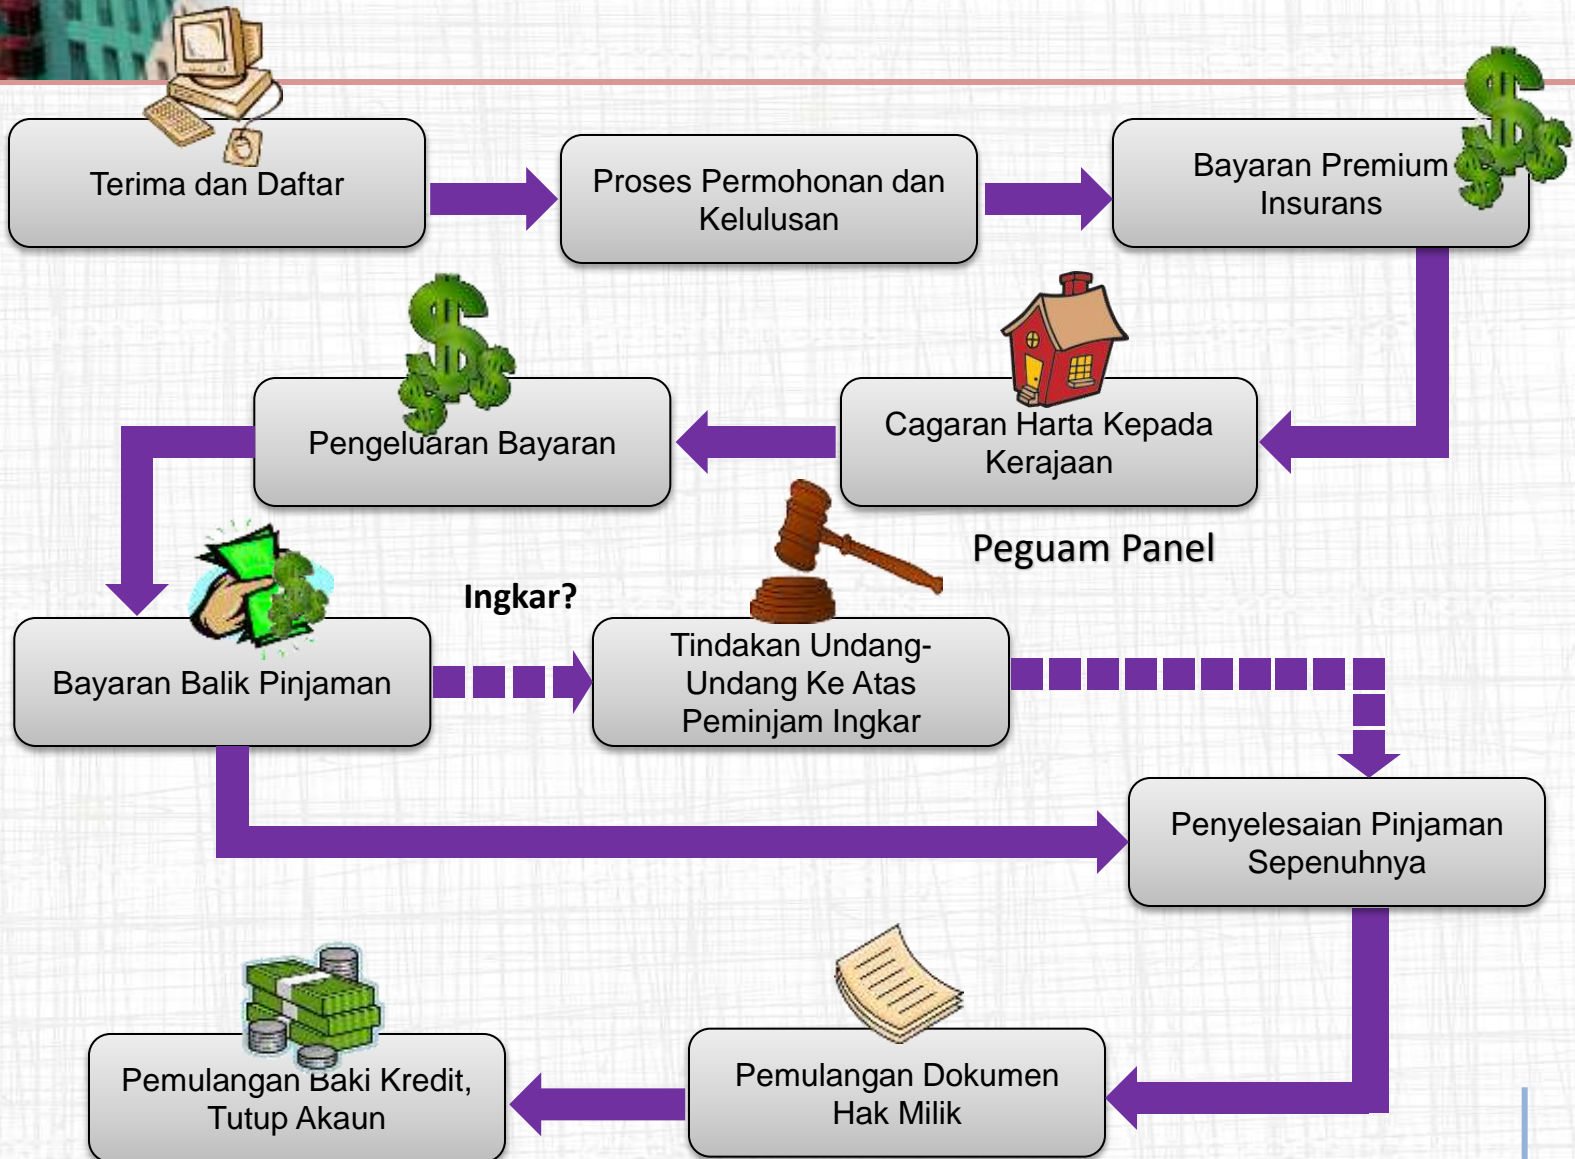 Terima dan Daftar
Proses Permohonan dan
Kelulusan
Bayaran Premium
Insurans
Cagaran Harta Kepada
Kerajaan
Pengeluaran Bayaran
Peguam Panel
Bayaran Balik Pinjaman
Ingkar?
Tindakan Undang-
Undang Ke Atas
Peminjam Ingkar
Penyelesaian Pinjaman
Sepenuhnya
Pemulangan Dokumen
Hak Milik
Pemulangan Baki Kredit,
Tutup Akaun